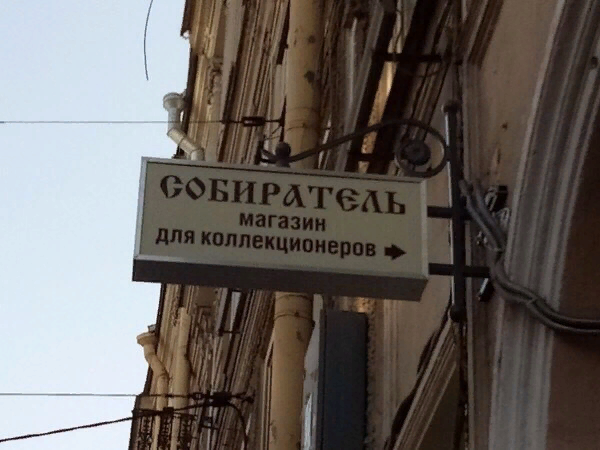 СОБИРАТЕЛЬ
магазин
для коллекционеров